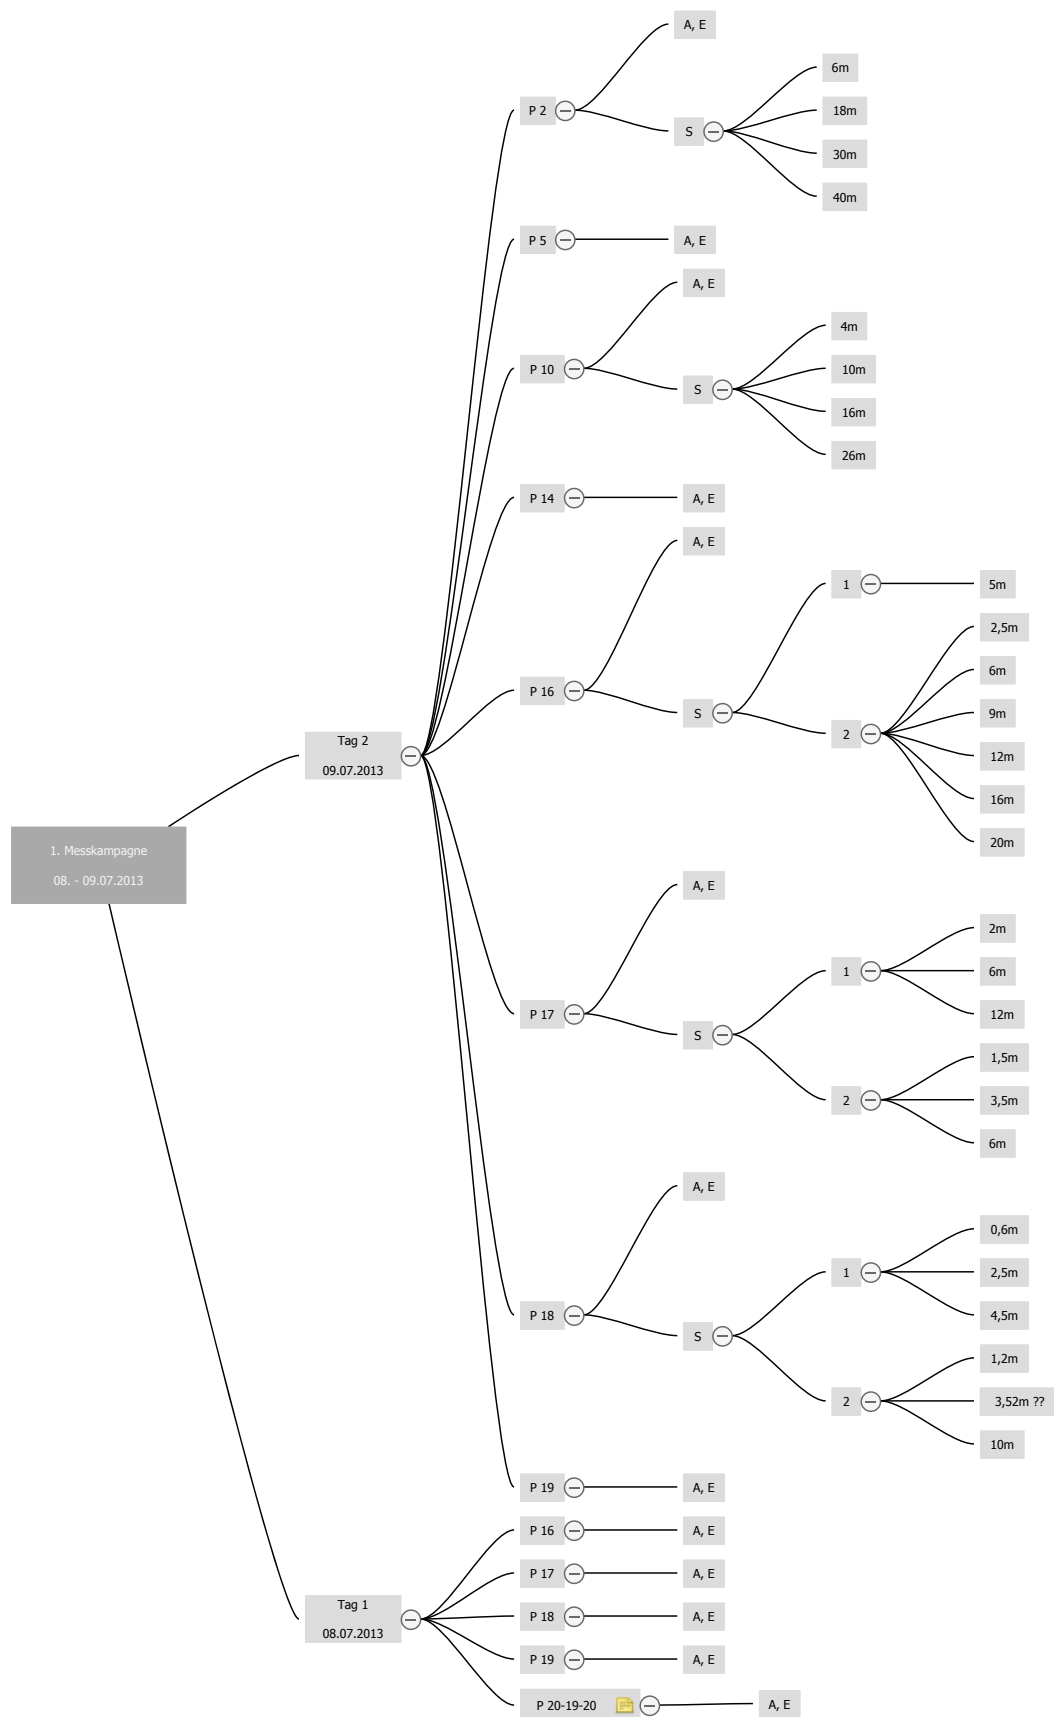 1. Messkampagne
08. - 09.07.2013
Tag 2
09.07.2013
P 2
A, E
S
6m
18m
30m
40m
P 5
A, E
P 10
A, E
S
4m
10m
16m
26m
P 14
A, E
P 16
A, E
S
1
5m
2
2,5m
6m
9m
12m
16m
20m
P 17
A, E
S
1
2m
6m
12m
2
1,5m
3,5m
6m
P 18
A, E
S
1
0,6m
2,5m
4,5m
2
1,2m
3,52m ??
10m
P 19
A, E
Tag 1
08.07.2013
P 16
A, E
P 17
A, E
P 18
A, E
P 19
A, E
P 20-19-20
A, E